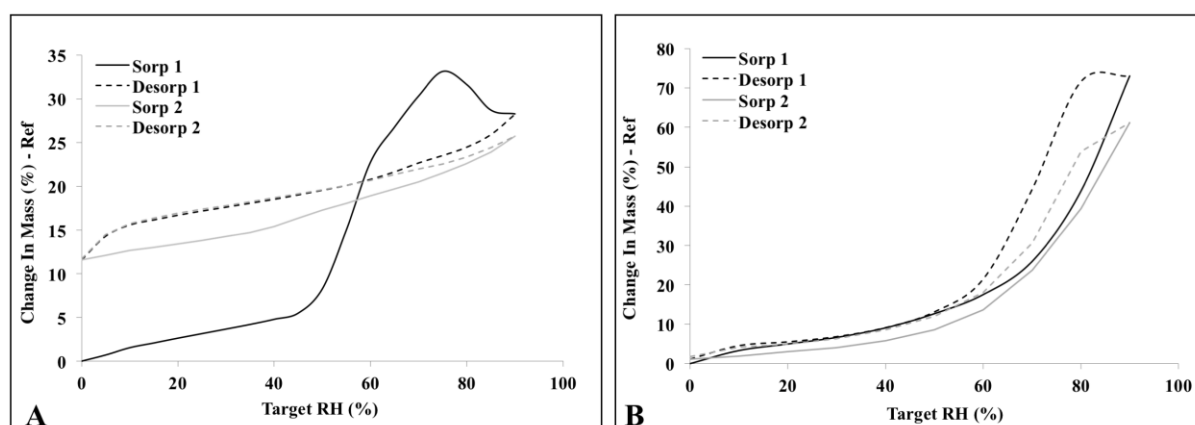 35
30
25
20
15
10
5
0
Change In Mass (%) - Ref
Sorp 1
Desorp 1
Sorp 2
Desorp 2
0 20 40 60 80 100
Target RH (%)
A
80
70
60
50
40
30
20
10
0
Change In Mass (%) - Ref
Sorp 1
Desorp 1
Sorp 2
Desorp 2
0 20 40 60 80 100
Target RH (%)
B